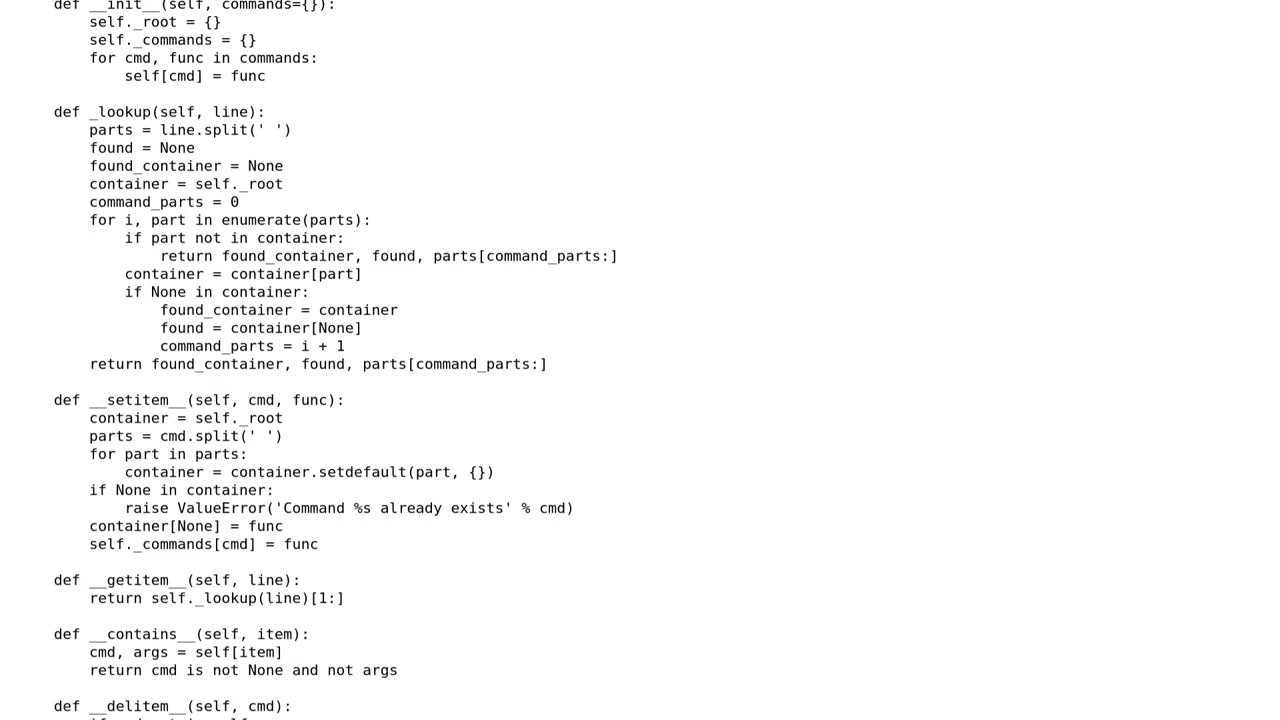 def __init__(self, commands={}):
    self._root = {}
    self._commands = {}
    for cmd, func in commands:
        self[cmd] = func

def _lookup(self, line):
    parts = line.split(' ')
    found = None
    found_container = None
    container = self._root
    command_parts = 0
    for i, part in enumerate(parts):
        if part not in container:
            return found_container, found, parts[command_parts:]
        container = container[part]
        if None in container:
            found_container = container
            found = container[None]
            command_parts = i + 1
    return found_container, found, parts[command_parts:]

def __setitem__(self, cmd, func):
    container = self._root
    parts = cmd.split(' ')
    for part in parts:
        container = container.setdefault(part, {})
    if None in container:
        raise ValueError('Command %s already exists' % cmd)
    container[None] = func
    self._commands[cmd] = func

def __getitem__(self, line):
    return self._lookup(line)[1:]

def __contains__(self, item):
    cmd, args = self[item]
    return cmd is not None and not args

def __delitem__(self, cmd):